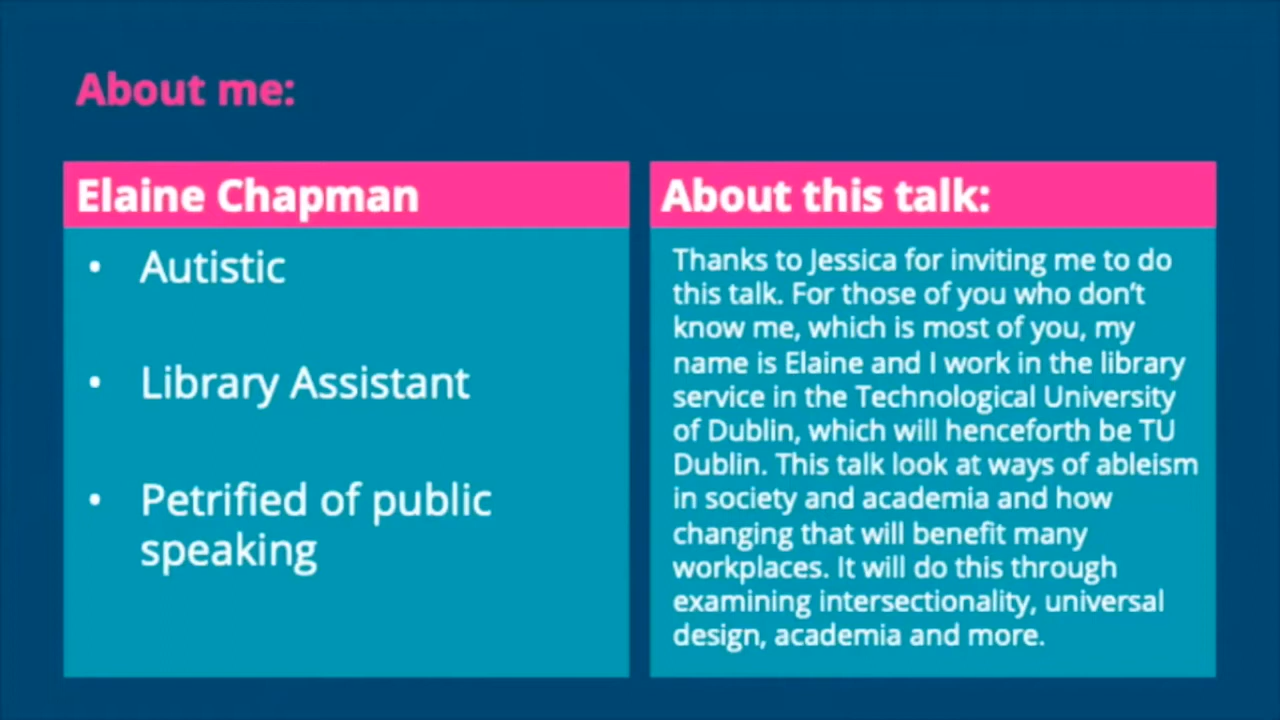 About me:
Elaine Chapman
• Autistic
• Library Assistant
• Petrified of public
speaking
About this talk:
Thanks to Jessica for inviting me to do
this talk. For those of you who don't
know me, which is most of you, my
name is Elaine and I work in the library
service in the Technological University
of Dublin, which will henceforth be TU
Dublin. This talk look at ways of ableism
in society and academia and how
changing that will benefit many
workplaces. It will do this through
examining intersectionality, universal
design, academia and more.